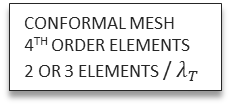 CONFORMAL MESH
4TH ORDER ELEMENTS
2 OR 3 ELEMENTS / λT